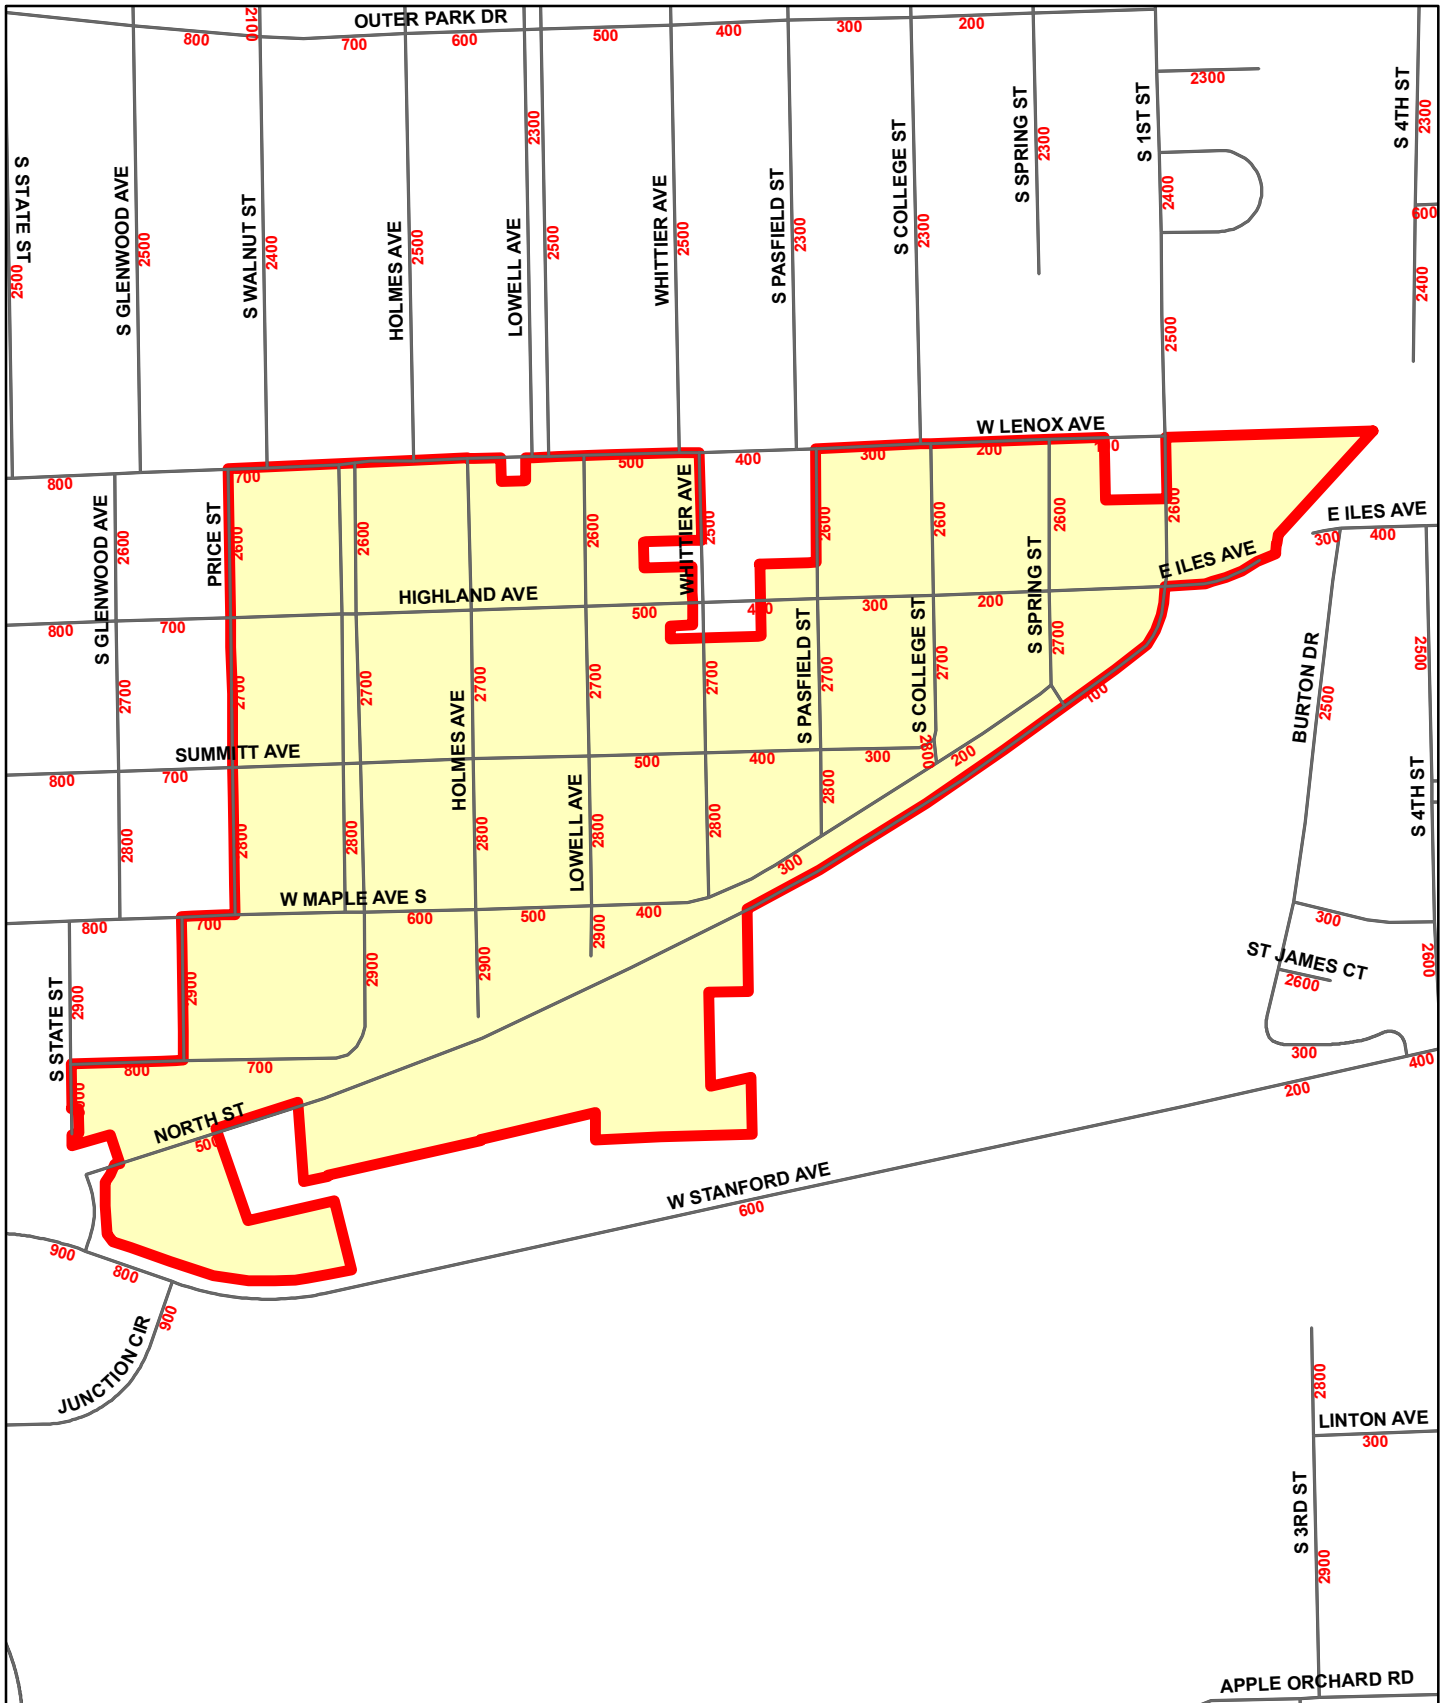 OUTER PARK DR
800
2100
700
600
500
400
300
200
2300
S STATE ST
2500
S GLENWOOD AVE
2500
S WALNUT ST
2400
HOLMES AVE
2500
LOWELL AVE
2300
2500
WHITTIER AVE
2500
S PASFIELD ST
2300
S COLLEGE ST
2300
S SPRING ST
2300
S 1ST ST
2400
2500
S 4TH ST
2300
600
2400
W LENOX AVE
800
700
500
400
300
200
S GLENWOOD AVE
2600
PRICE ST
2600
2600
2600
WHITTIER AVE
2500
2600
2600
2600
2600
E ILES AVE
300
400
E ILES AVE
HIGHLAND AVE
800
700
500
400
300
200
S SPRING ST
2700
2700
2700
2700
HOLMES AVE
2700
2700
2700
S PASFIELD ST
2700
S COLLEGE ST
2700
100
BURTON DR
2500
2500
SUMMITT AVE
800
700
500
400
300
2800
200
2800
2800
2800
2800
LOWELL AVE
2800
2800
2800
S 4TH ST
300
W MAPLE AVE S
800
700
600
500
400
300
2600
S STATE ST
2900
2900
2900
2900
2900
ST JAMES CT
2600
300
400
200
800
700
NORTH ST
500
W STANFORD AVE
600
900
800
900
JUNCTION CIR
2800
LINTON AVE
300
S 3RD ST
2900
APPLE ORCHARD RD